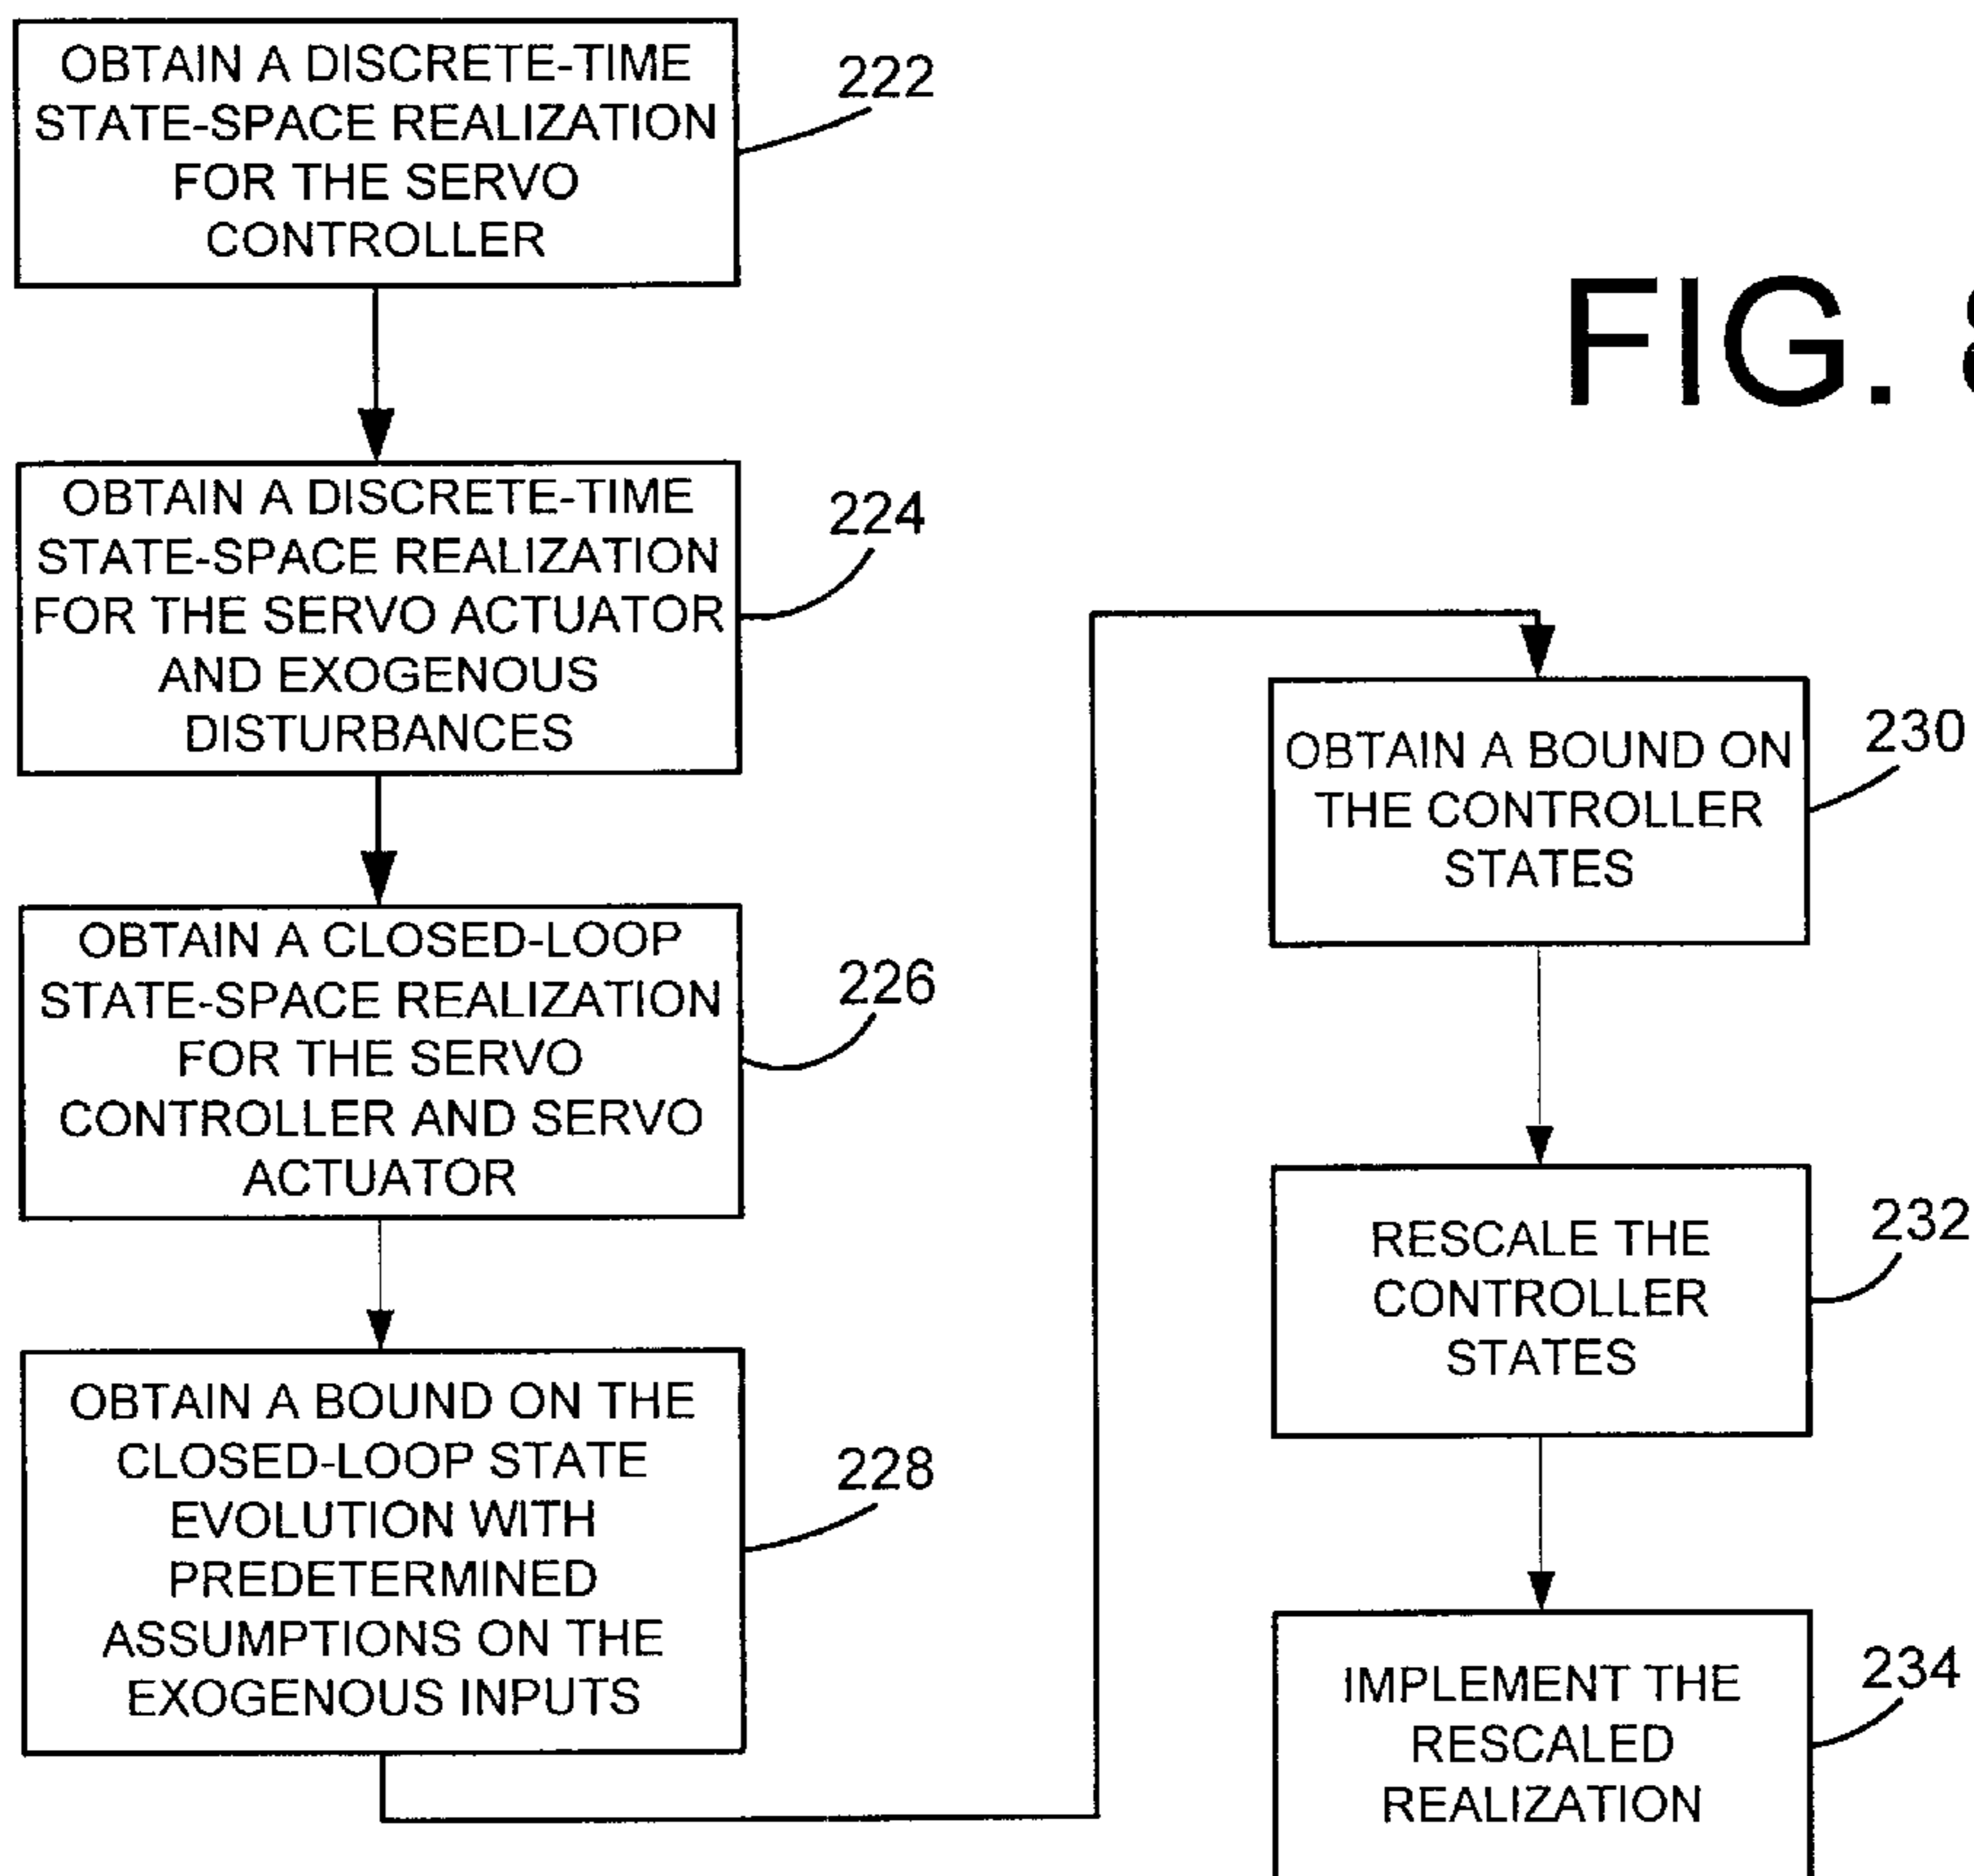 OBTAIN A DISCRETE-TIME
STATE-SPACE REALIZATION
FOR THE SERVO
CONTROLLER
222
OBTAIN A DISCRETE-TIME
STATE-SPACE REALIZATION
FOR THE SERVO ACTUATOR
AND EXOGENOUS
DISTURBANCES
224
OBTAIN A CLOSED-LOOP
STATE-SPACE REALIZATION
FOR THE SERVO
CONTROLLER AND SERVO
ACTUATOR
226
OBTAIN A BOUND ON THE
CLOSED-LOOP STATE
EVOLUTION WITH
PREDETERMINED
ASSUMPTIONS ON THE
EXOGENOUS INPUTS
228
FIG.
OBTAIN A BOUND ON
THE CONTROLLER
STATES
230
RESCALE THE
CONTROLLER
STATES
232
IMPLEMENT THE
RESCALED
REALIZATION
234